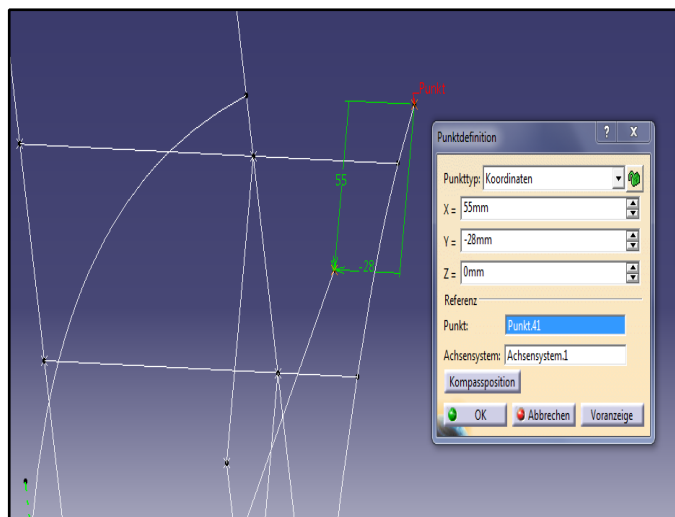 Punkt
55
-28
Punktdefinition
Punkttyp: Koordinaten
X = 55mm
Y = -28mm
Z = 0mm
Referenz
Punkt: Punkt.41
Achsensystem: Achsensystem.1
Kompassposition
OK Abbrechen Voranzeige